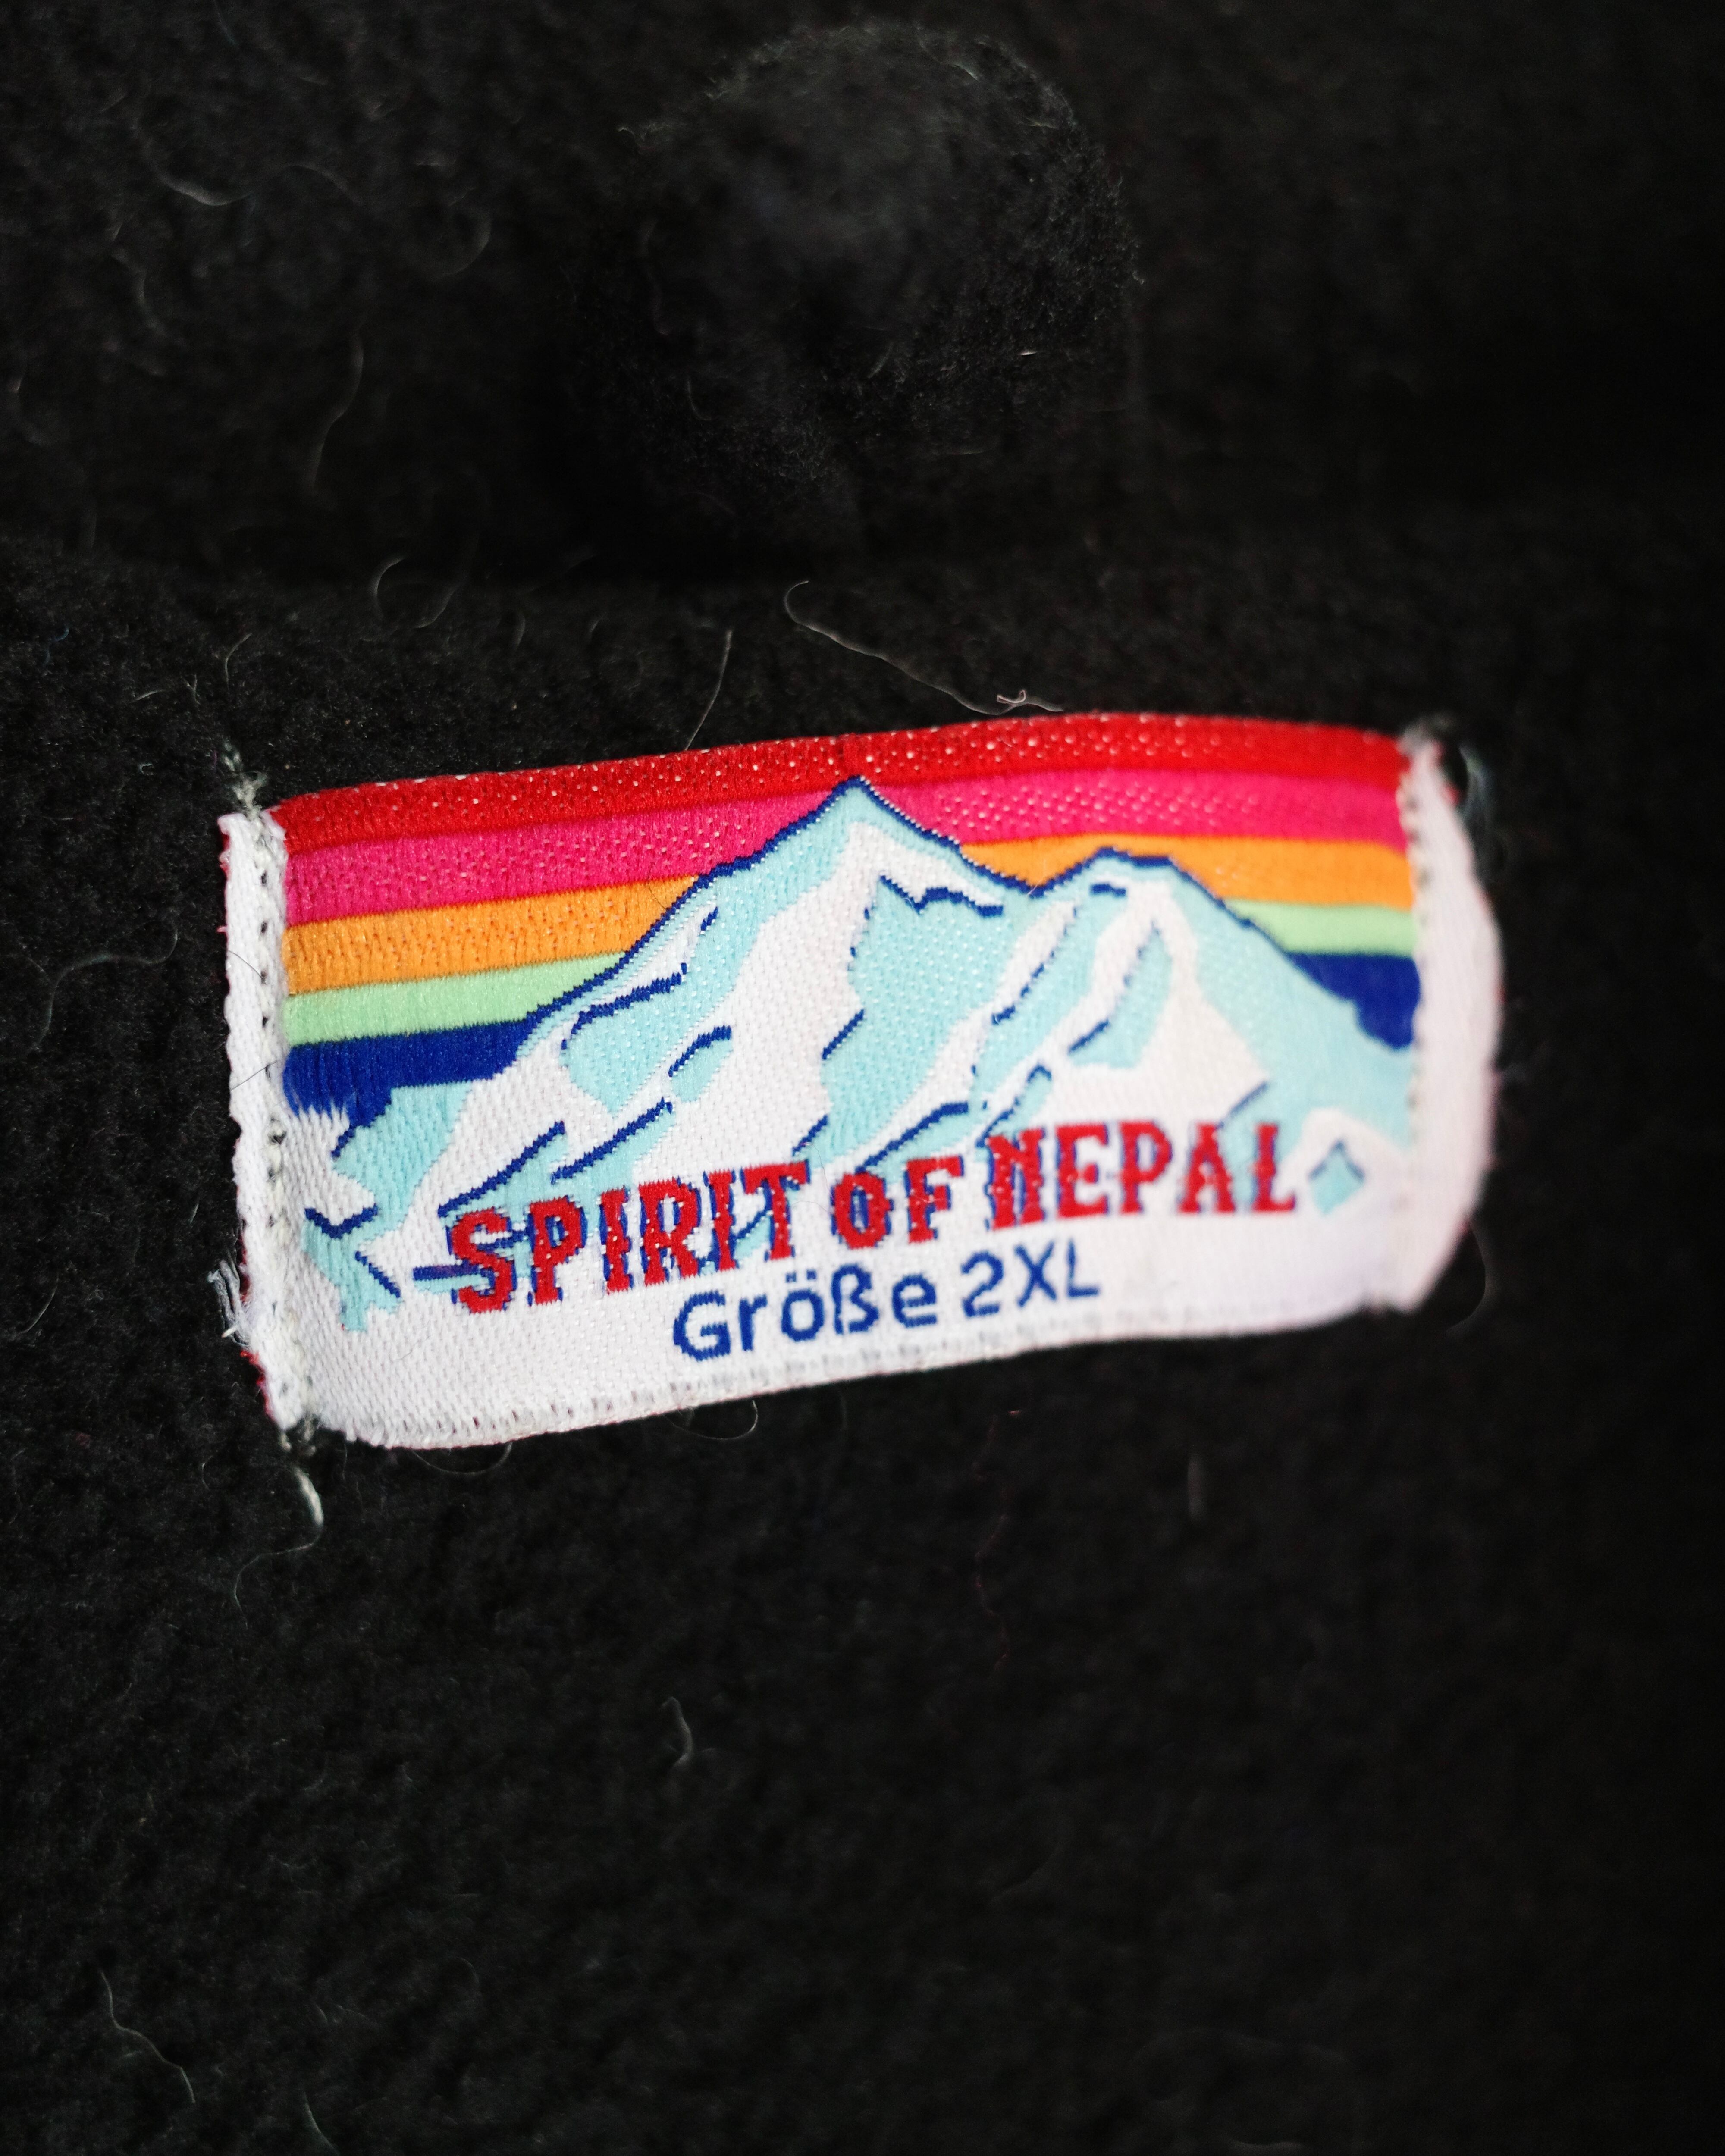 SPIRIT OF NEPAL
Größe 2XL